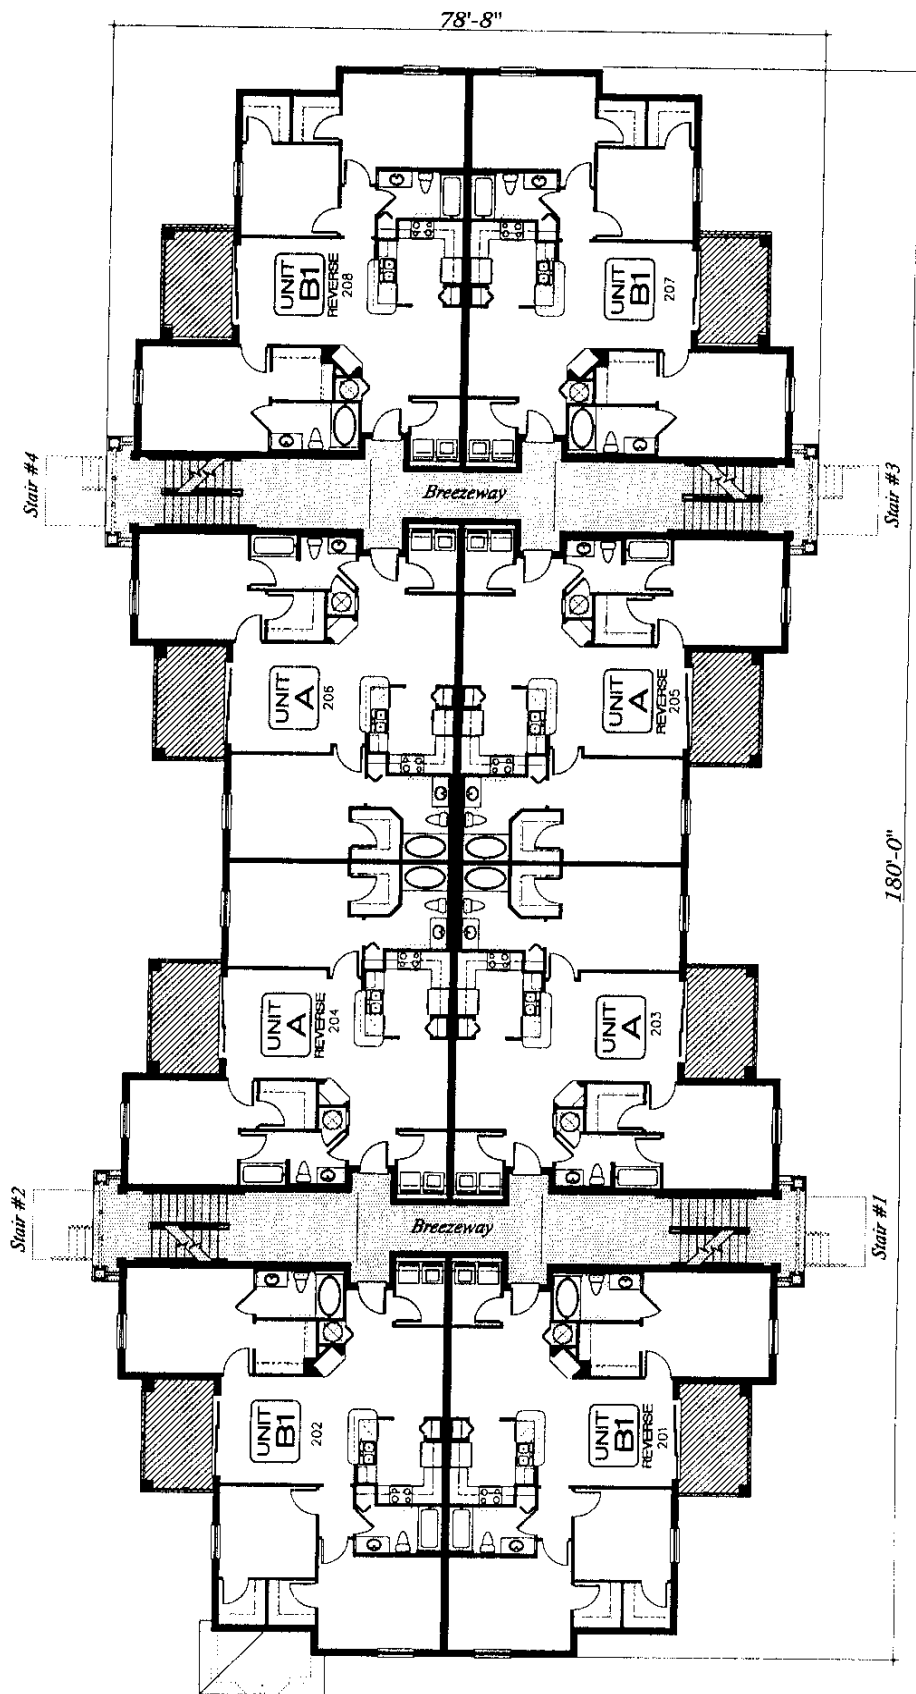 78'-8"
UNIT
B1
REVERSE
208
UNIT
B1
207
Stair #4
Breezeway
Stair #3
UNIT
A
206
UNIT
A
REVERSE
205
180'-0"
UNIT
A
REVERSE
204
UNIT
A
203
Stair #2
Breezeway
Stair #1
UNIT
B1
202
UNIT
B1
REVERSE
201